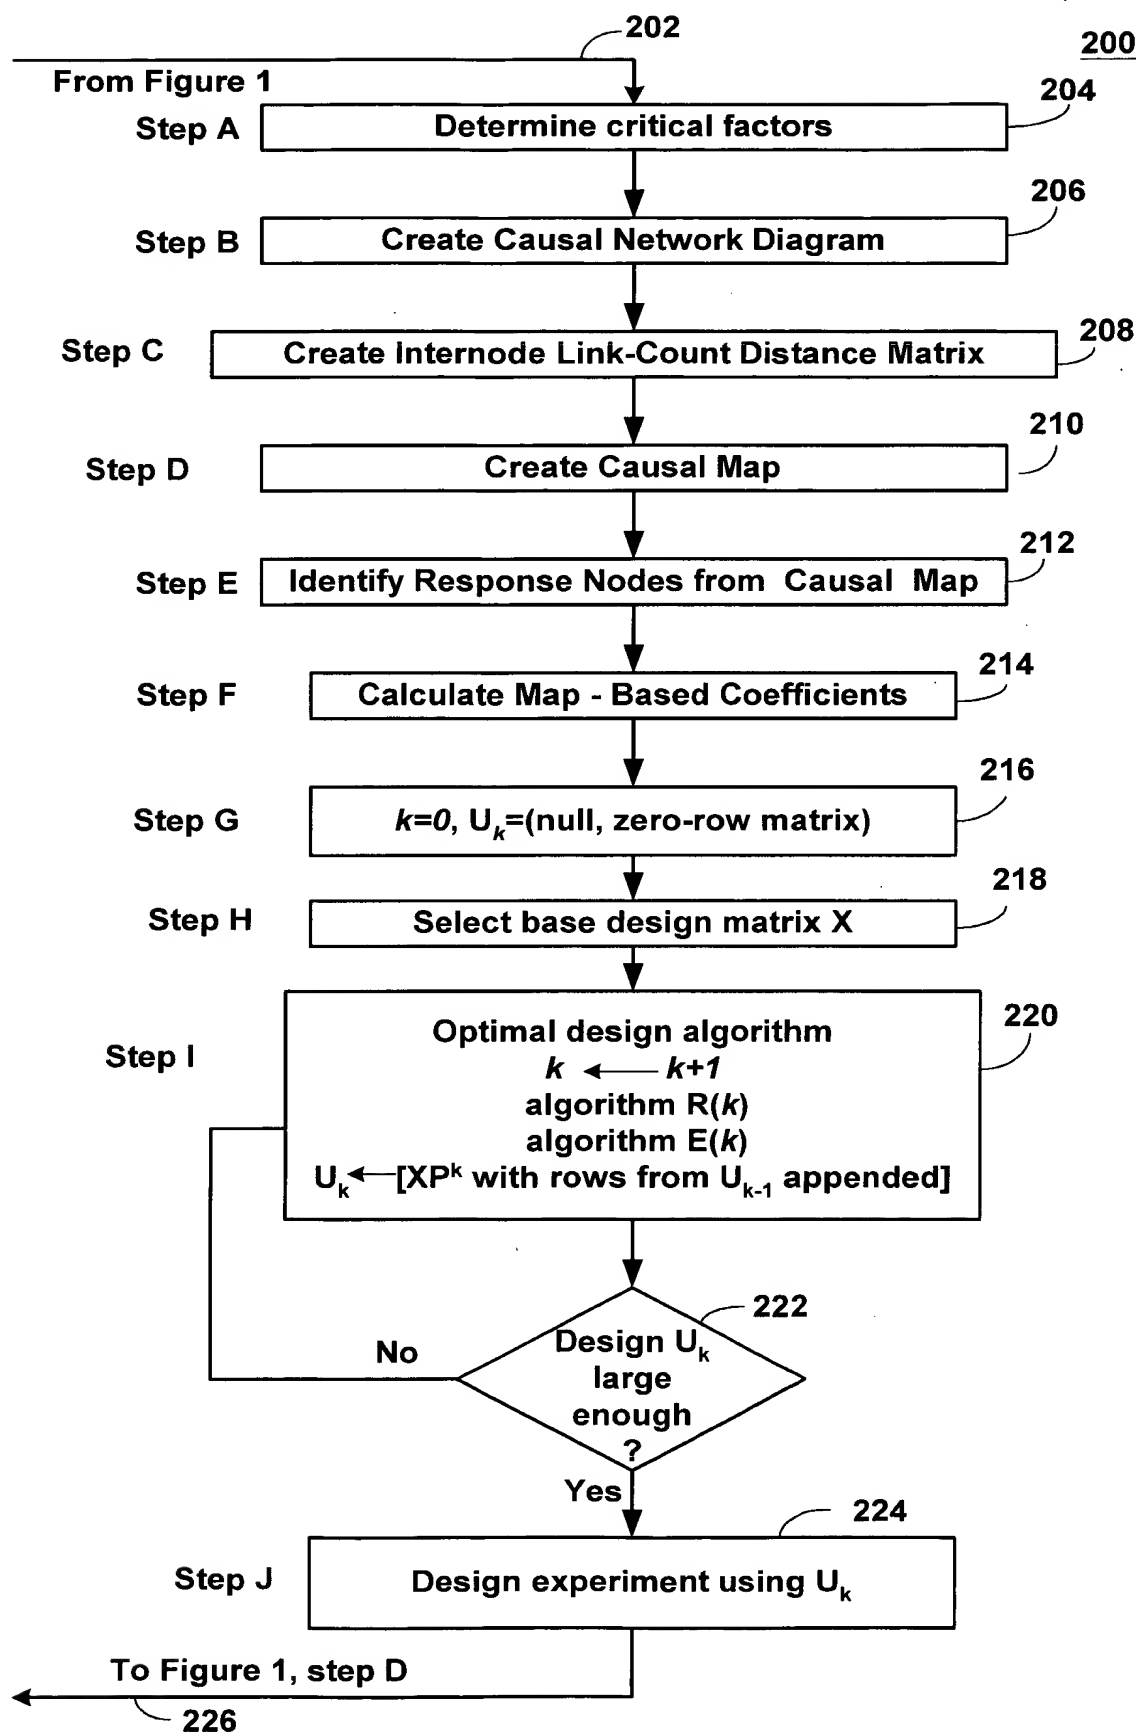 202
200
From Figure 1
204
Step A
Determine critical factors
206
Step B
Create Causal Network Diagram
208
Step C
Create Internode Link-Count Distance Matrix
210
Step D
Create Causal Map
212
Step E
Identify Response Nodes from Causal Map
214
Step F
Calculate Map - Based Coefficients
216
Step G
k=0, Uk=(null, zero-row matrix)
218
Step H
Select base design matrix X
220
Step I
Optimal design algorithm
k ← k+1
algorithm R(k)
algorithm E(k)
Uk←[XP^k with rows from Uk-1 appended]
222
No
Design Uk
large
enough
?
Yes
224
Step J
Design experiment using Uk
To Figure 1, step D
226